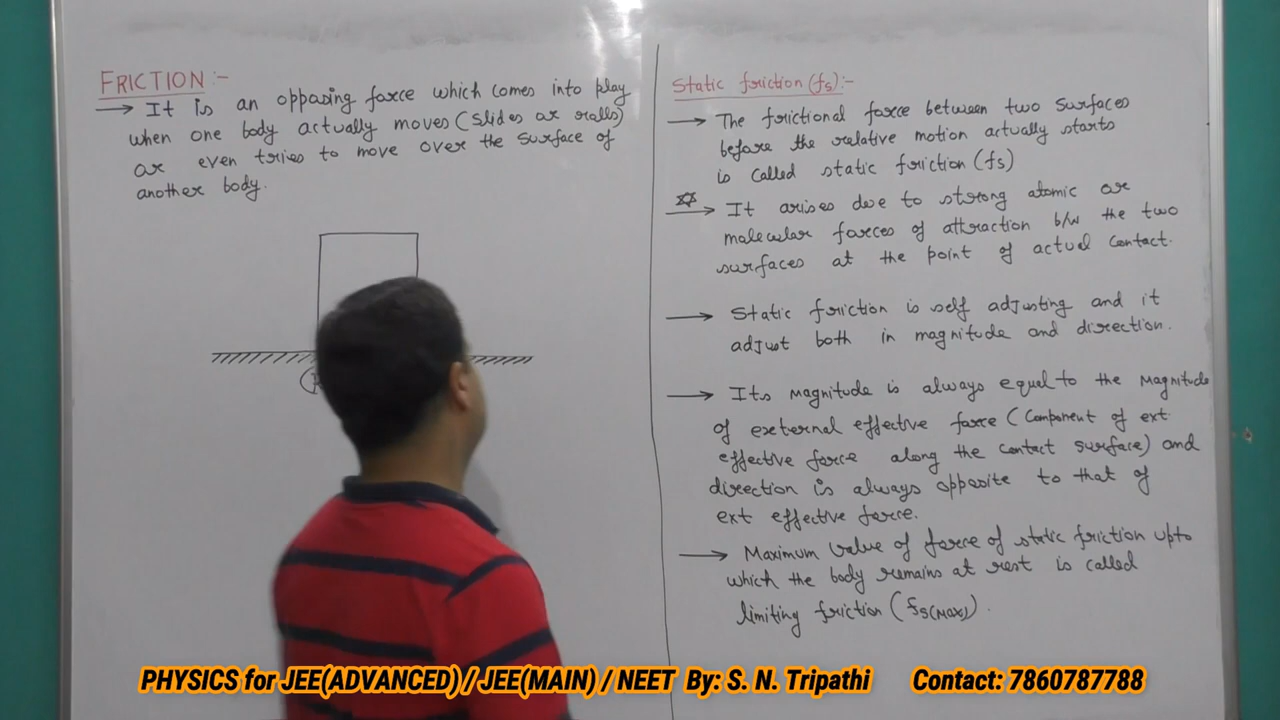 FRICTION :-
→ It is an opposing force which comes into play
when one body actually moves (slides or rolls)
or even tries to move over the surface of
another body.
Static friction (fs):-
→ The frictional force between two surfaces
before the relative motion actually starts
is called static friction (fs)
→ It arises due to strong atomic or
molecular forces of attraction b/w the two
surfaces at the point of actual contact.
→ Static friction is self adjusting and it
adjust both in magnitude and direction.
→ Its magnitude is always equal to the magnitude
of external effective force (component of ext
effective force along the contact surface) and
direction is always opposite to that of
ext effective force.
→ Maximum value of force of static friction upto
which the body remains at rest is called
limiting friction (fs(max)).
PHYSICS for JEE(ADVANCED) / JEE(MAIN) / NEET By: S. N. Tripathi Contact: 7860787788